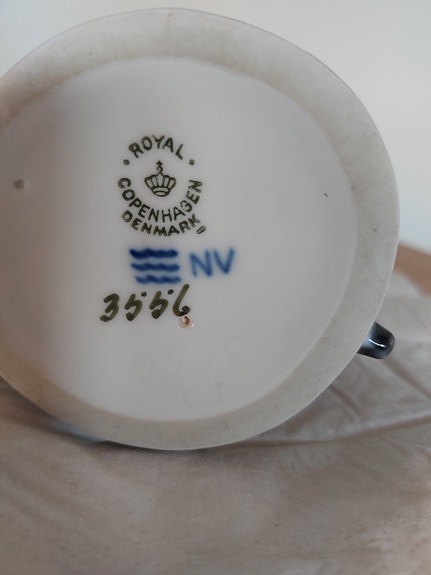 ROYAL
COPENHAGEN
DENMARK
NV
3556